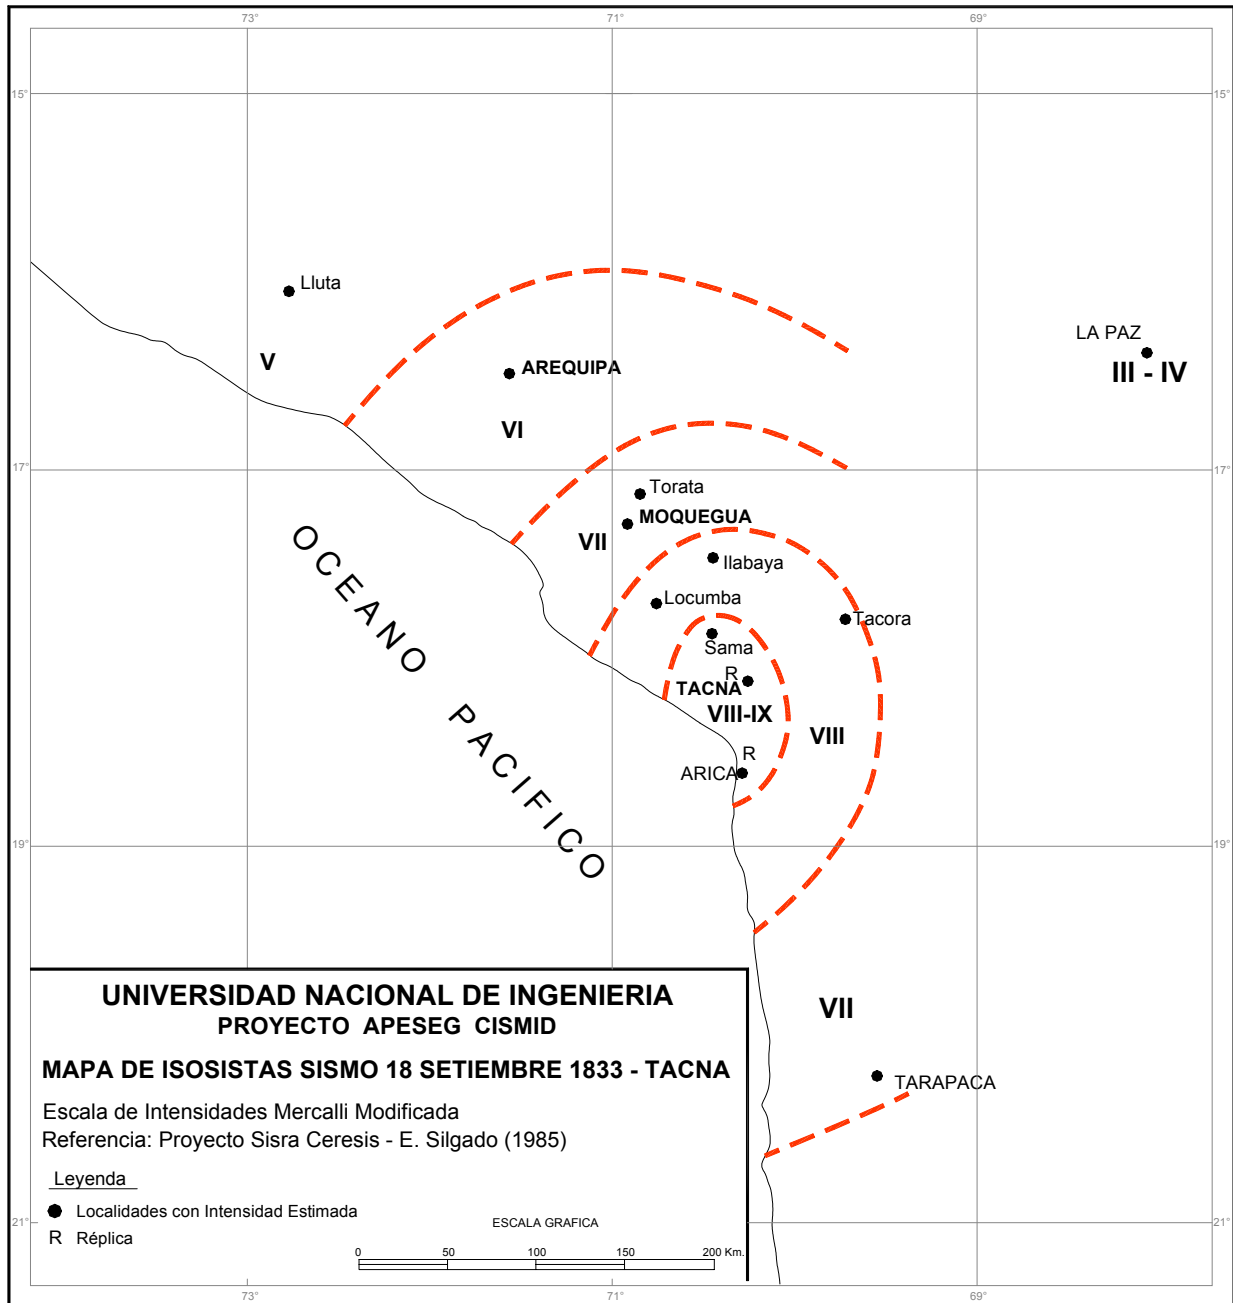 73°
71°
69°
15°
15°
Lluta
LA PAZ
III - IV
V
AREQUIPA
VI
17°
17°
Torata
MOQUEGUA
VII
Ilabaya
Locumba
Tacora
Sama
R
TACNA
VIII-IX
VIII
R
ARICA
OCEANO PACIFICO
19°
19°
VII
TARAPACA
UNIVERSIDAD NACIONAL DE INGENIERIA
PROYECTO APESEG CISMID
MAPA DE ISOSISTAS SISMO 18 SETIEMBRE 1833 - TACNA
Escala de Intensidades Mercalli Modificada
Referencia: Proyecto Sisra Ceresis - E. Silgado (1985)
Leyenda
Localidades con Intensidad Estimada
R Réplica
ESCALA GRAFICA
0 50 100 150 200 Km.
21°
21°
73°
71°
69°